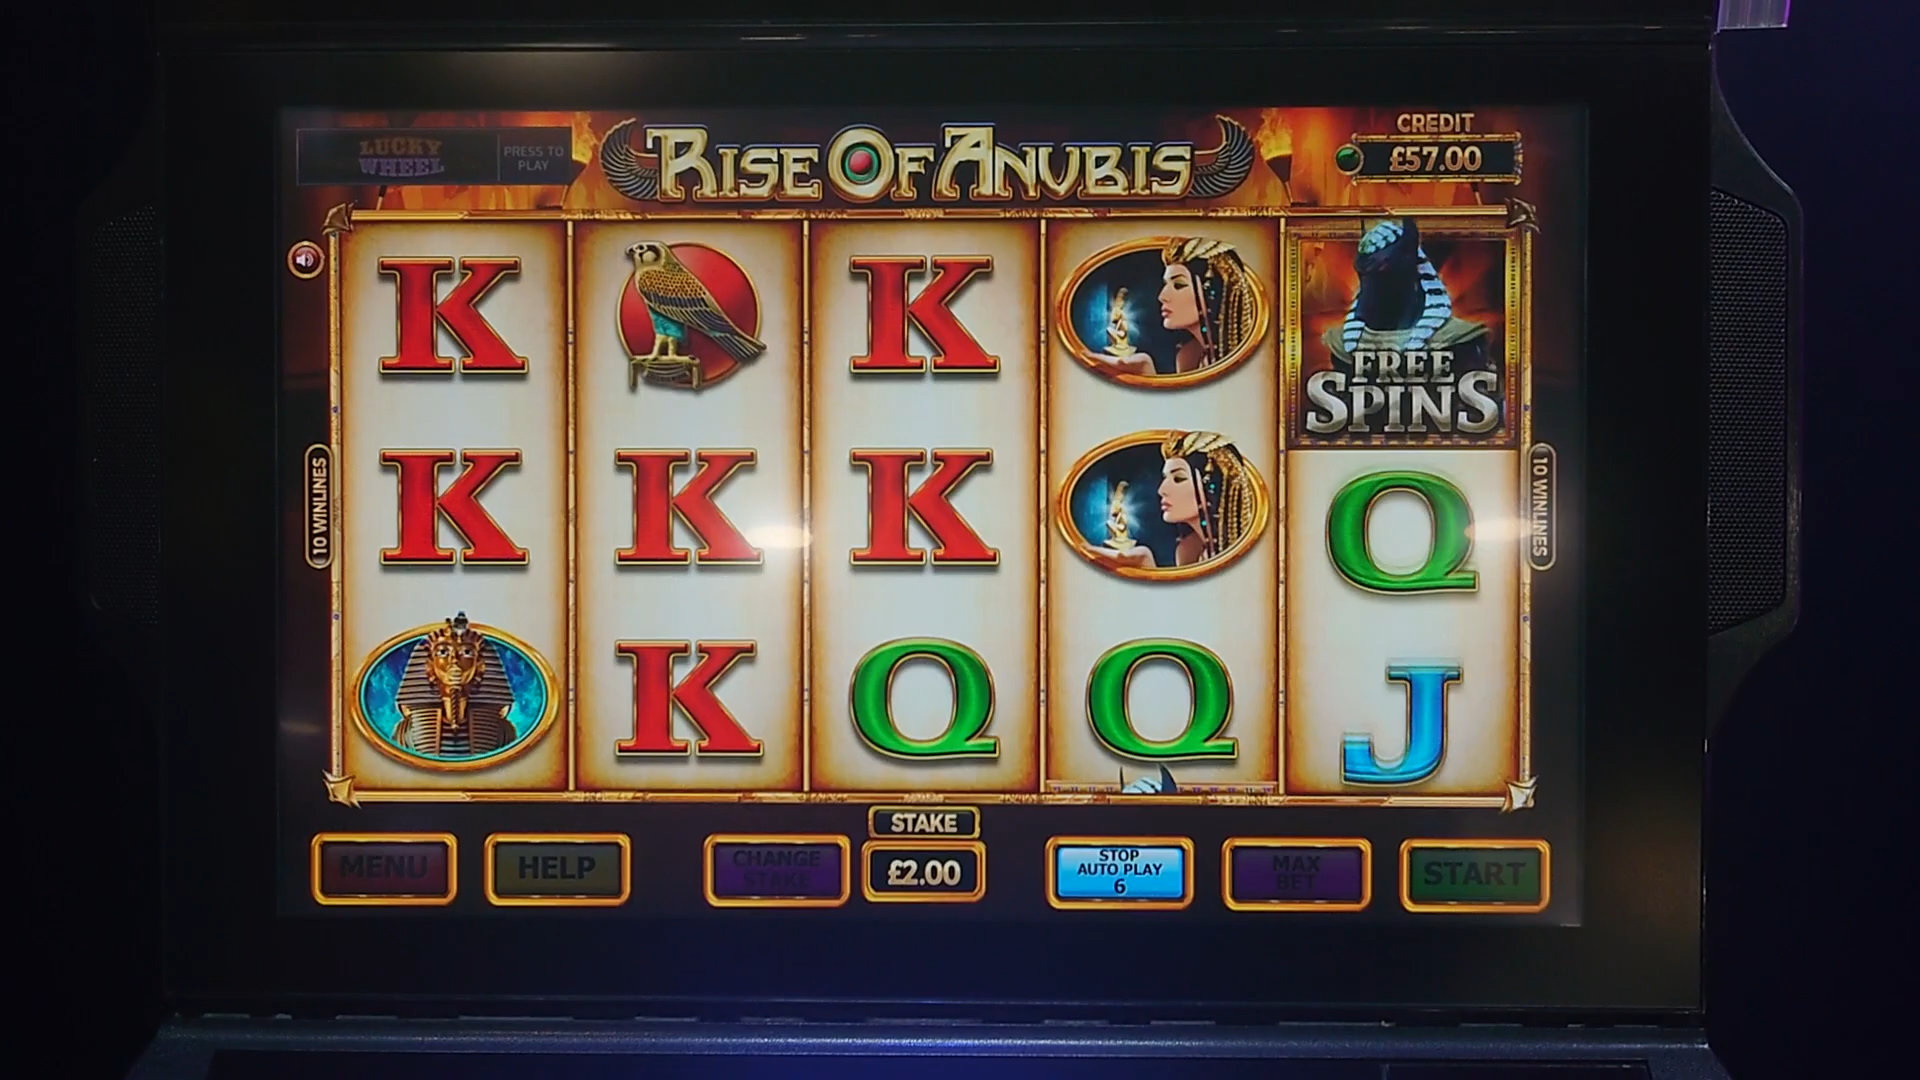 LUCKY
WHEEL
PRESS TO
PLAY
RISE OF ANUBIS
CREDIT
£57.00
K
K
FREE
SPINS
10 WINLINES
K
K
K
Q
10 WINLINES
K
Q
Q
J
STAKE
£2.00
MENU
HELP
CHANGE
STAKE
STOP
AUTO PLAY
6
MAX
BET
START